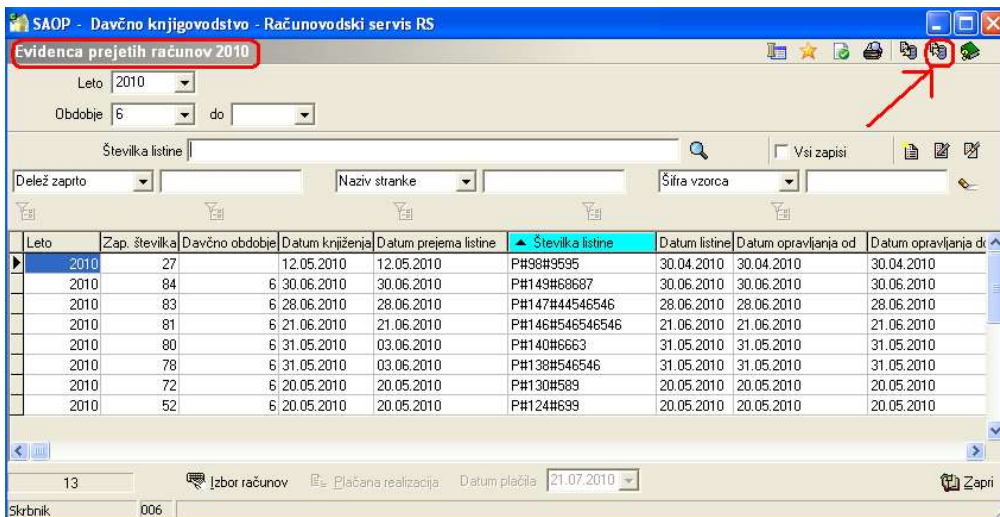 SAOP - Davčno knjigovodstvo - Računovodski servis RS
Evidenca prejetih računov 2010
Leto 2010
Obdobje 6 do
Številka listine Vsi zapisi
Delež zaprto Naziv stranke Šifra vzorca
Leto Zap. številka Davčno obdobje Datum knjiženja Datum prejema listine Številka listine Datum listine Datum opravljanja od Datum opravljanja do
2010 27 12.05.2010 12.05.2010 P#98#9595 30.04.2010 30.04.2010 30.04.2010
2010 84 6 30.06.2010 30.06.2010 P#149#68687 30.06.2010 30.06.2010 30.06.2010
2010 83 6 28.06.2010 28.06.2010 P#147#44546546 28.06.2010 28.06.2010 28.06.2010
2010 81 6 21.06.2010 21.06.2010 P#146#546546546 21.06.2010 21.06.2010 21.06.2010
2010 80 6 31.05.2010 03.06.2010 P#140#6663 31.05.2010 31.05.2010 31.05.2010
2010 78 6 31.05.2010 03.06.2010 P#138#546546 31.05.2010 31.05.2010 31.05.2010
2010 72 6 20.05.2010 20.05.2010 P#130#589 20.05.2010 20.05.2010 20.05.2010
2010 52 6 20.05.2010 20.05.2010 P#124#699 20.05.2010 20.05.2010 20.05.2010
13 Izbor računov Plačana realizacija Datum plačila 21.07.2010 Zapri
Skrbnik 006